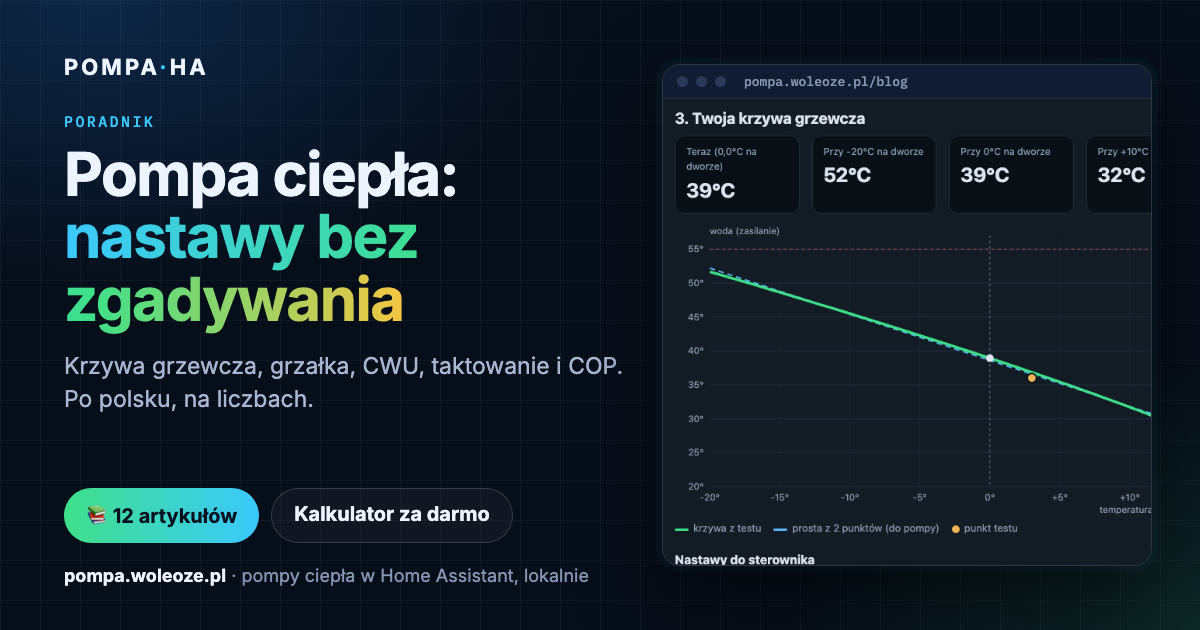 POMPA·HA
PORADNIK
Pompa ciepła:
nastawy bez
zgadywania
Krzywa grzewcza, grzałka, CWU, taktowanie i COP.
Po polsku, na liczbach.
📚 12 artykułów
Kalkulator za darmo
pompa.woleoze.pl · pompy ciepła w Home Assistant, lokalnie
pompa.woleoze.pl/blog
3. Twoja krzywa grzewcza
Teraz (0,0°C na
dworze)
39°C
Przy -20°C na dworze
52°C
Przy 0°C na dworze
39°C
Przy +10°C
32°C
woda (zasilanie)
55°
50°
45°
40°
35°
30°
25°
20°
-20°
-15°
-10°
-5°
0°
+5°
+10°
temperatura
krzywa z testu
prosta z 2 punktów (do pompy)
punkt testu
Nastawy do sterownika